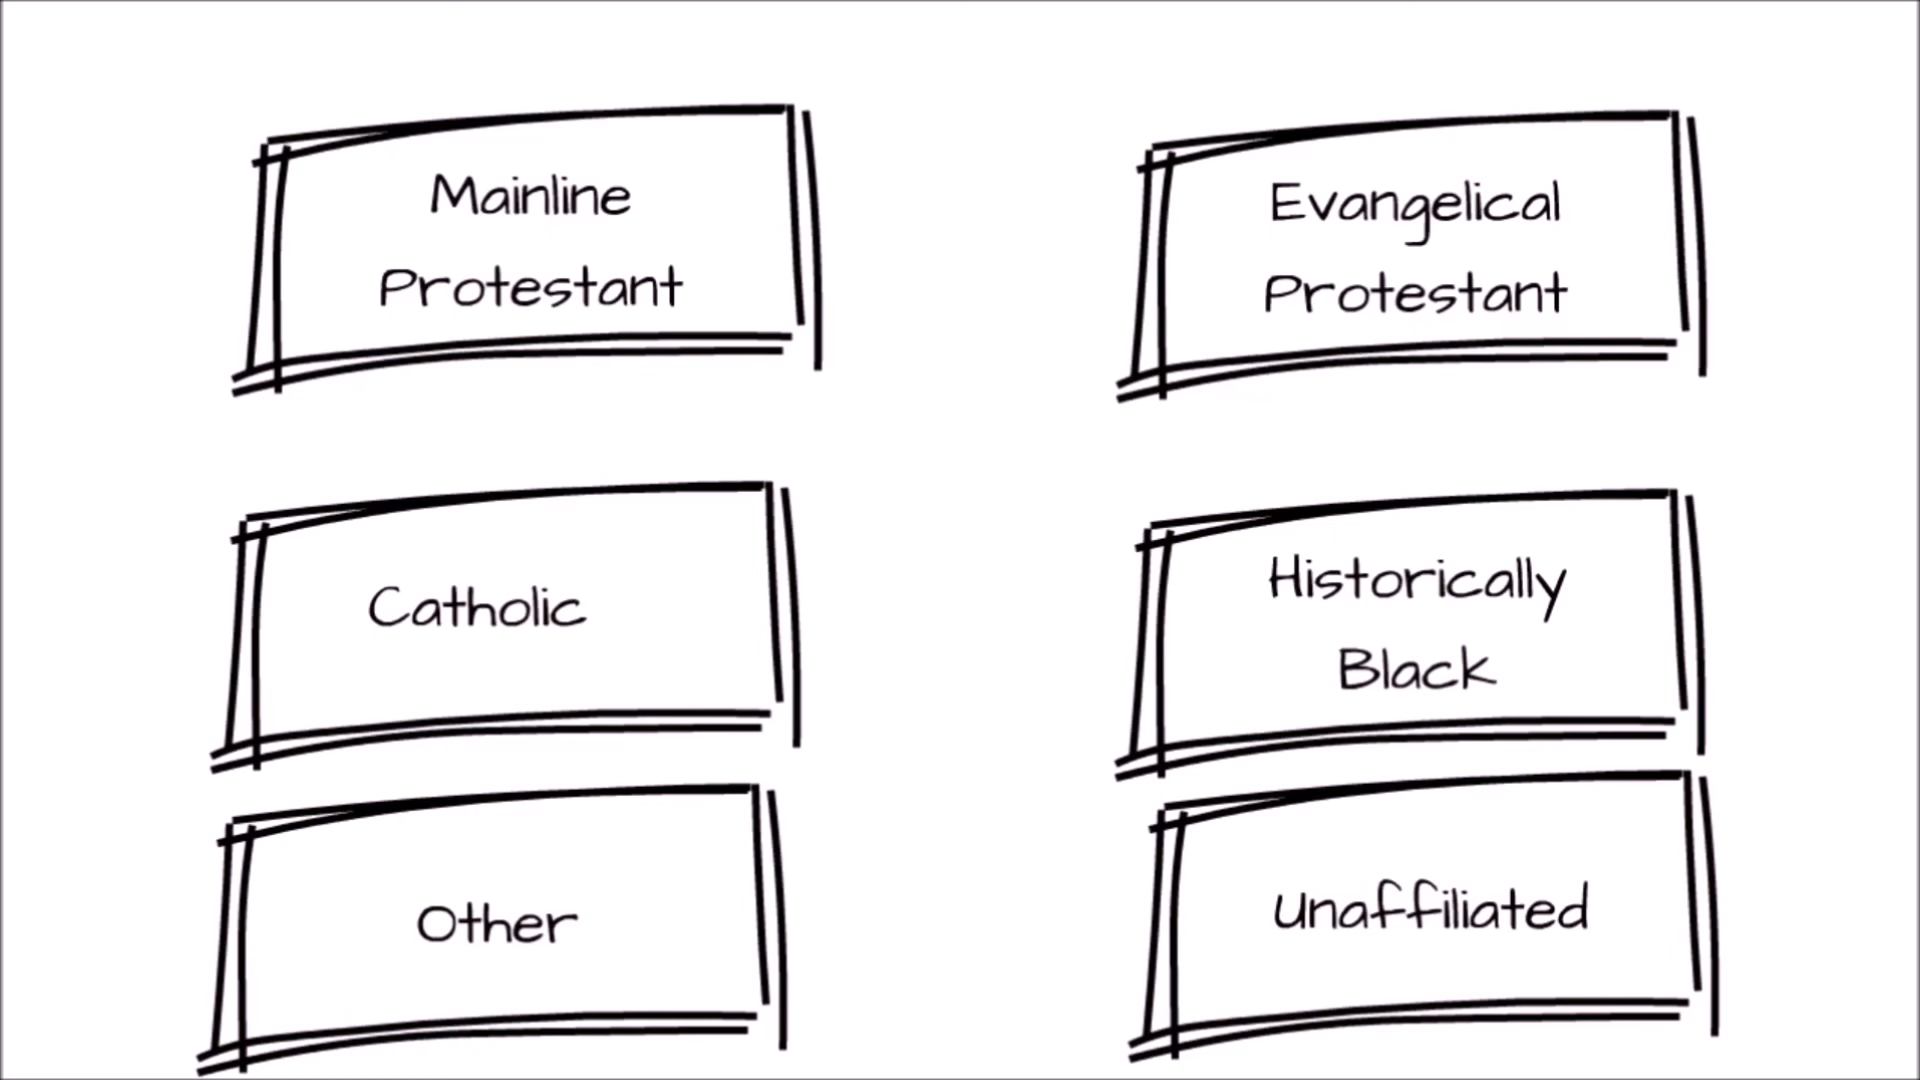 Mainline
Protestant
Evangelical
Protestant
Catholic
Historically
Black
Other
Unaffiliated